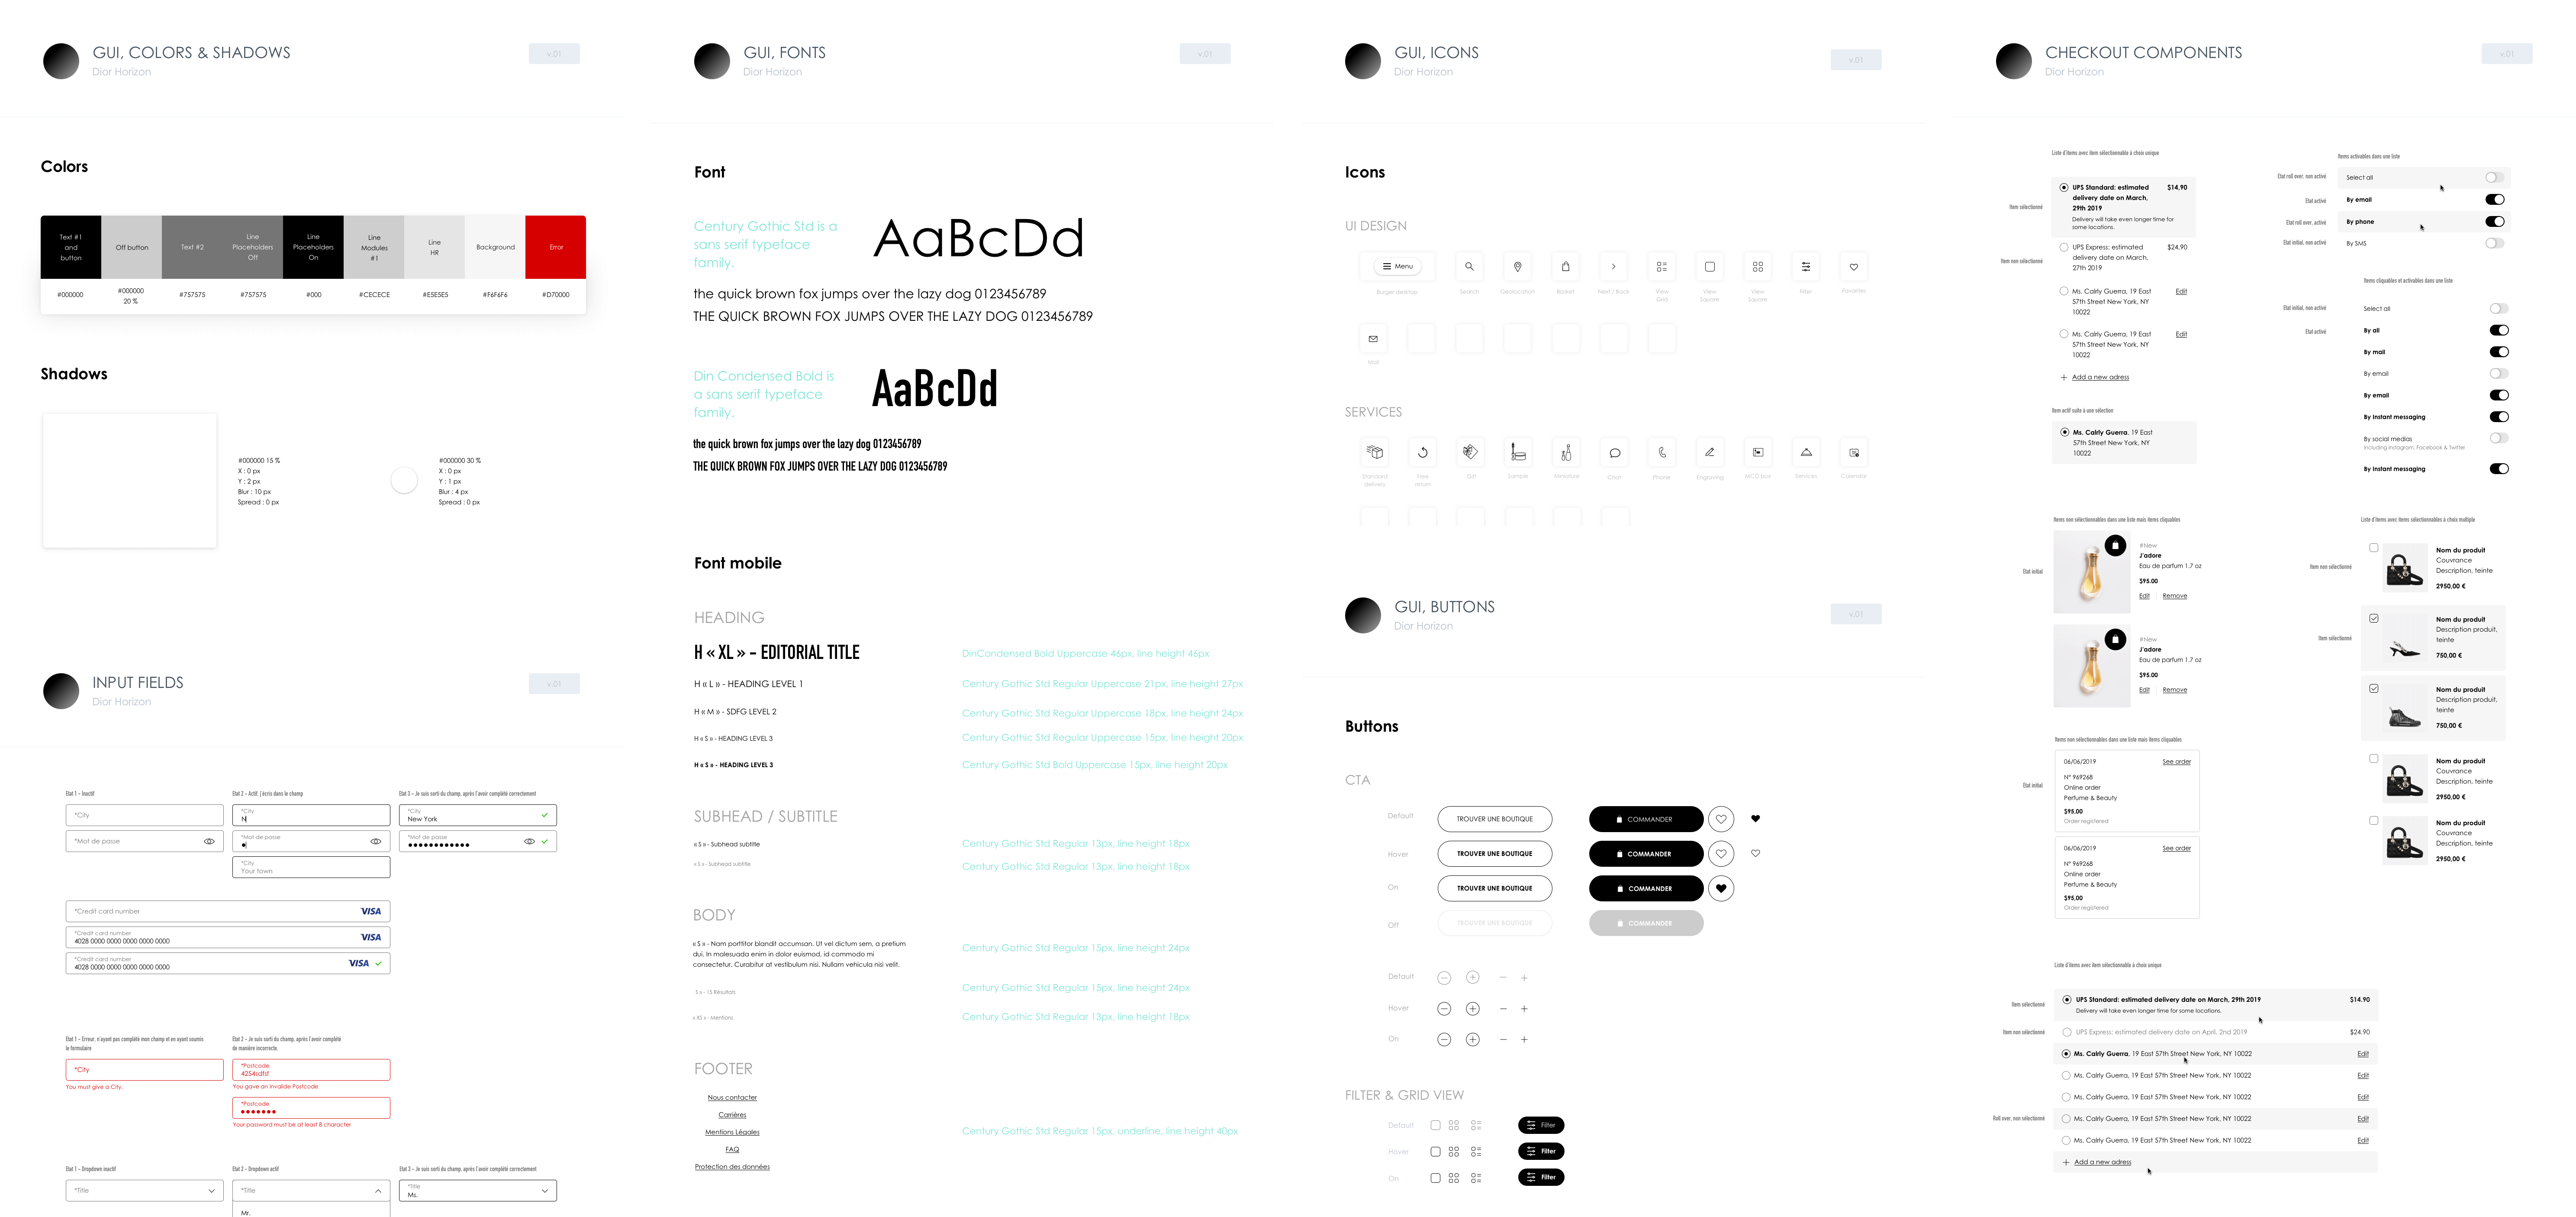 GUI, COLORS & SHADOWS
Dior Horizon
v.01
Colors
Text #1
and
button
Off button
Text #2
Line
Placeholders
Off
Line
Placeholders
On
Line
Modules
#1
Line
HR
Background
Error
#000000
#000000
20 %
#757575
#757575
#000
#CECECE
#E5E5E5
#F6F6F6
#D70000
Shadows
#000000 15 %
X : 0 px
Y : 2 px
Blur : 10 px
Spread : 0 px
#000000 30 %
X : 0 px
Y : 1 px
Blur : 4 px
Spread : 0 px
INPUT FIELDS
Dior Horizon
v.01
Etat 1 – Inactif
Etat 2 – Actif, j'écris dans le champ
Etat 3 – Je suis sorti du champ, après l'avoir complété correctement
*City
*City
N
*City
New York
*Mot de passe
*Mot de passe
*Mot de passe
*City
Your town
*Credit card number
VISA
*Credit card number
4028 0000 0000 0000 0000 0000
VISA
*Credit card number
4028 0000 0000 0000 0000 0000
VISA
Etat 1 – Erreur, n'ayant pas complété mon champ et en ayant soumis
le formulaire
Etat 2 – Je suis sorti du champ, après l'avoir complété
de manière incorrecte.
*City
You must give a City.
*Postcode
4254sdfsf
You gave an invalide Postcode
*Postcode
Your password must be at least 8 character.
Etat 1 – Dropdown inactif
Etat 2 – Dropdown actif
Etat 3 – Je suis sorti du champ, après l'avoir complété correctement
*Title
*Title
Mr.
*Title
Ms.
GUI, FONTS
Dior Horizon
v.01
Font
Century Gothic Std is a
sans serif typeface
family.
AaBcDd
the quick brown fox jumps over the lazy dog 0123456789
THE QUICK BROWN FOX JUMPS OVER THE LAZY DOG 0123456789
Din Condensed Bold is
a sans serif typeface
family.
AaBcDd
the quick brown fox jumps over the lazy dog 0123456789
THE QUICK BROWN FOX JUMPS OVER THE LAZY DOG 0123456789
Font mobile
HEADING
H « XL » - EDITORIAL TITLE
DinCondensed Bold Uppercase 46px, line height 46px
H « L » - HEADING LEVEL 1
Century Gothic Std Regular Uppercase 21px, line height 27px
H « M » - SDFG LEVEL 2
Century Gothic Std Regular Uppercase 18px, line height 24px
H « S » - HEADING LEVEL 3
Century Gothic Std Regular Uppercase 15px, line height 20px
H « S » - HEADING LEVEL 3
Century Gothic Std Bold Uppercase 15px, line height 20px
SUBHEAD / SUBTITLE
« S » - Subhead subtitle
Century Gothic Std Regular 13px, line height 18px
« S » - Subhead subtitle
Century Gothic Std Regular 13px, line height 18px
BODY
« S » - Nam porttitor blandit accumsan. Ut vel dictum sem, a pretium
dui. In malesuada enim in dolor euismod, id commodo mi
consectetur. Curabitur at vestibulum nisi. Nullam vehicula nisi velit.
Century Gothic Std Regular 15px, line height 24px
S » - 15 Résultats
Century Gothic Std Regular 15px, line height 24px
« XS » - Mentions
Century Gothic Std Regular 13px, line height 18px
FOOTER
Nous contacter
Carrières
Mentions Légales
FAQ
Protection des données
Century Gothic Std Regular 15px, underline, line height 40px
GUI, ICONS
Dior Horizon
v.01
Icons
UI DESIGN
Menu
Burger desktop
Search
Geolocation
Basket
Next / Back
View
Grid
View
Square
View
Square
Filter
Favorites
Mail
SERVICES
Standard
delivery
Free
return
Gift
Sample
Miniature
Chat
Phone
Engraving
MCD box
Services
Calendar
GUI, BUTTONS
Dior Horizon
v.01
Buttons
CTA
Default
TROUVER UNE BOUTIQUE
COMMANDER
Hover
TROUVER UNE BOUTIQUE
COMMANDER
On
TROUVER UNE BOUTIQUE
COMMANDER
Off
TROUVER UNE BOUTIQUE
COMMANDER
Default
Hover
On
FILTER & GRID VIEW
Default
Filter
Hover
Filter
On
Filter
CHECKOUT COMPONENTS
Dior Horizon
v.01
Liste d'items avec item sélectionnable à choix unique
Item sélectionné
UPS Standard: estimated
delivery date on March,
29th 2019
$14,90
Delivery will take even longer time for
some locations.
Item non sélectionné
UPS Express: estimated
delivery date on March,
27th 2019
$24,90
Ms. Calrly Guerra, 19 East
57th Street New York, NY
10022
Edit
Ms. Calrly Guerra, 19 East
57th Street New York, NY
10022
Edit
Add a new adress
Item actif suite à une sélection
Ms. Calrly Guerra, 19 East
57th Street New York, NY
10022
Items activables dans une liste
Etat roll over, non activé
Select all
Etat activé
By email
Etat roll over, activé
By phone
Etat initial, non activé
By SMS
Items cliquables et activables dans une liste
Etat initial, non activé
Select all
Etat activé
By all
By mail
By email
By email
By Instant messaging
By social medias
Including Instagram, Facebook & Twitter
By Instant messaging
Items non sélectionnables dans une liste mais items cliquables
Etat initial
#New
J'adore
Eau de parfum 1.7 oz
$95.00
Edit
Remove
#New
J'adore
Eau de parfum 1.7 oz
$95.00
Edit
Remove
Items non sélectionnables dans une liste mais items cliquables
Etat initial
06/06/2019
See order
N° 969268
Online order
Perfume & Beauty
$95,00
Order registered
06/06/2019
See order
N° 969268
Online order
Perfume & Beauty
$95,00
Order registered
Liste d'items avec items sélectionnables à choix multiple
Item non sélectionné
Nom du produit
Couvrance
Description, teinte
2950,00 €
Item sélectionné
Nom du produit
Description produit,
teinte
750,00 €
Nom du produit
Description produit,
teinte
750,00 €
Nom du produit
Couvrance
Description, teinte
2950,00 €
Nom du produit
Couvrance
Description, teinte
2950,00 €
Liste d'items avec item sélectionnable à choix unique
Item sélectionné
UPS Standard: estimated delivery date on March, 29th 2019
$14.90
Delivery will take even longer time for some locations.
Item non sélectionné
UPS Express: estimated delivery date on April, 2nd 2019
$24.90
Ms. Calrly Guerra, 19 East 57th Street New York, NY 10022
Edit
Ms. Calrly Guerra, 19 East 57th Street New York, NY 10022
Edit
Ms. Calrly Guerra, 19 East 57th Street New York, NY 10022
Edit
Roll over, non sélectionné
Ms. Calrly Guerra, 19 East 57th Street New York, NY 10022
Edit
Ms. Calrly Guerra, 19 East 57th Street New York, NY 10022
Edit
Add a new adress